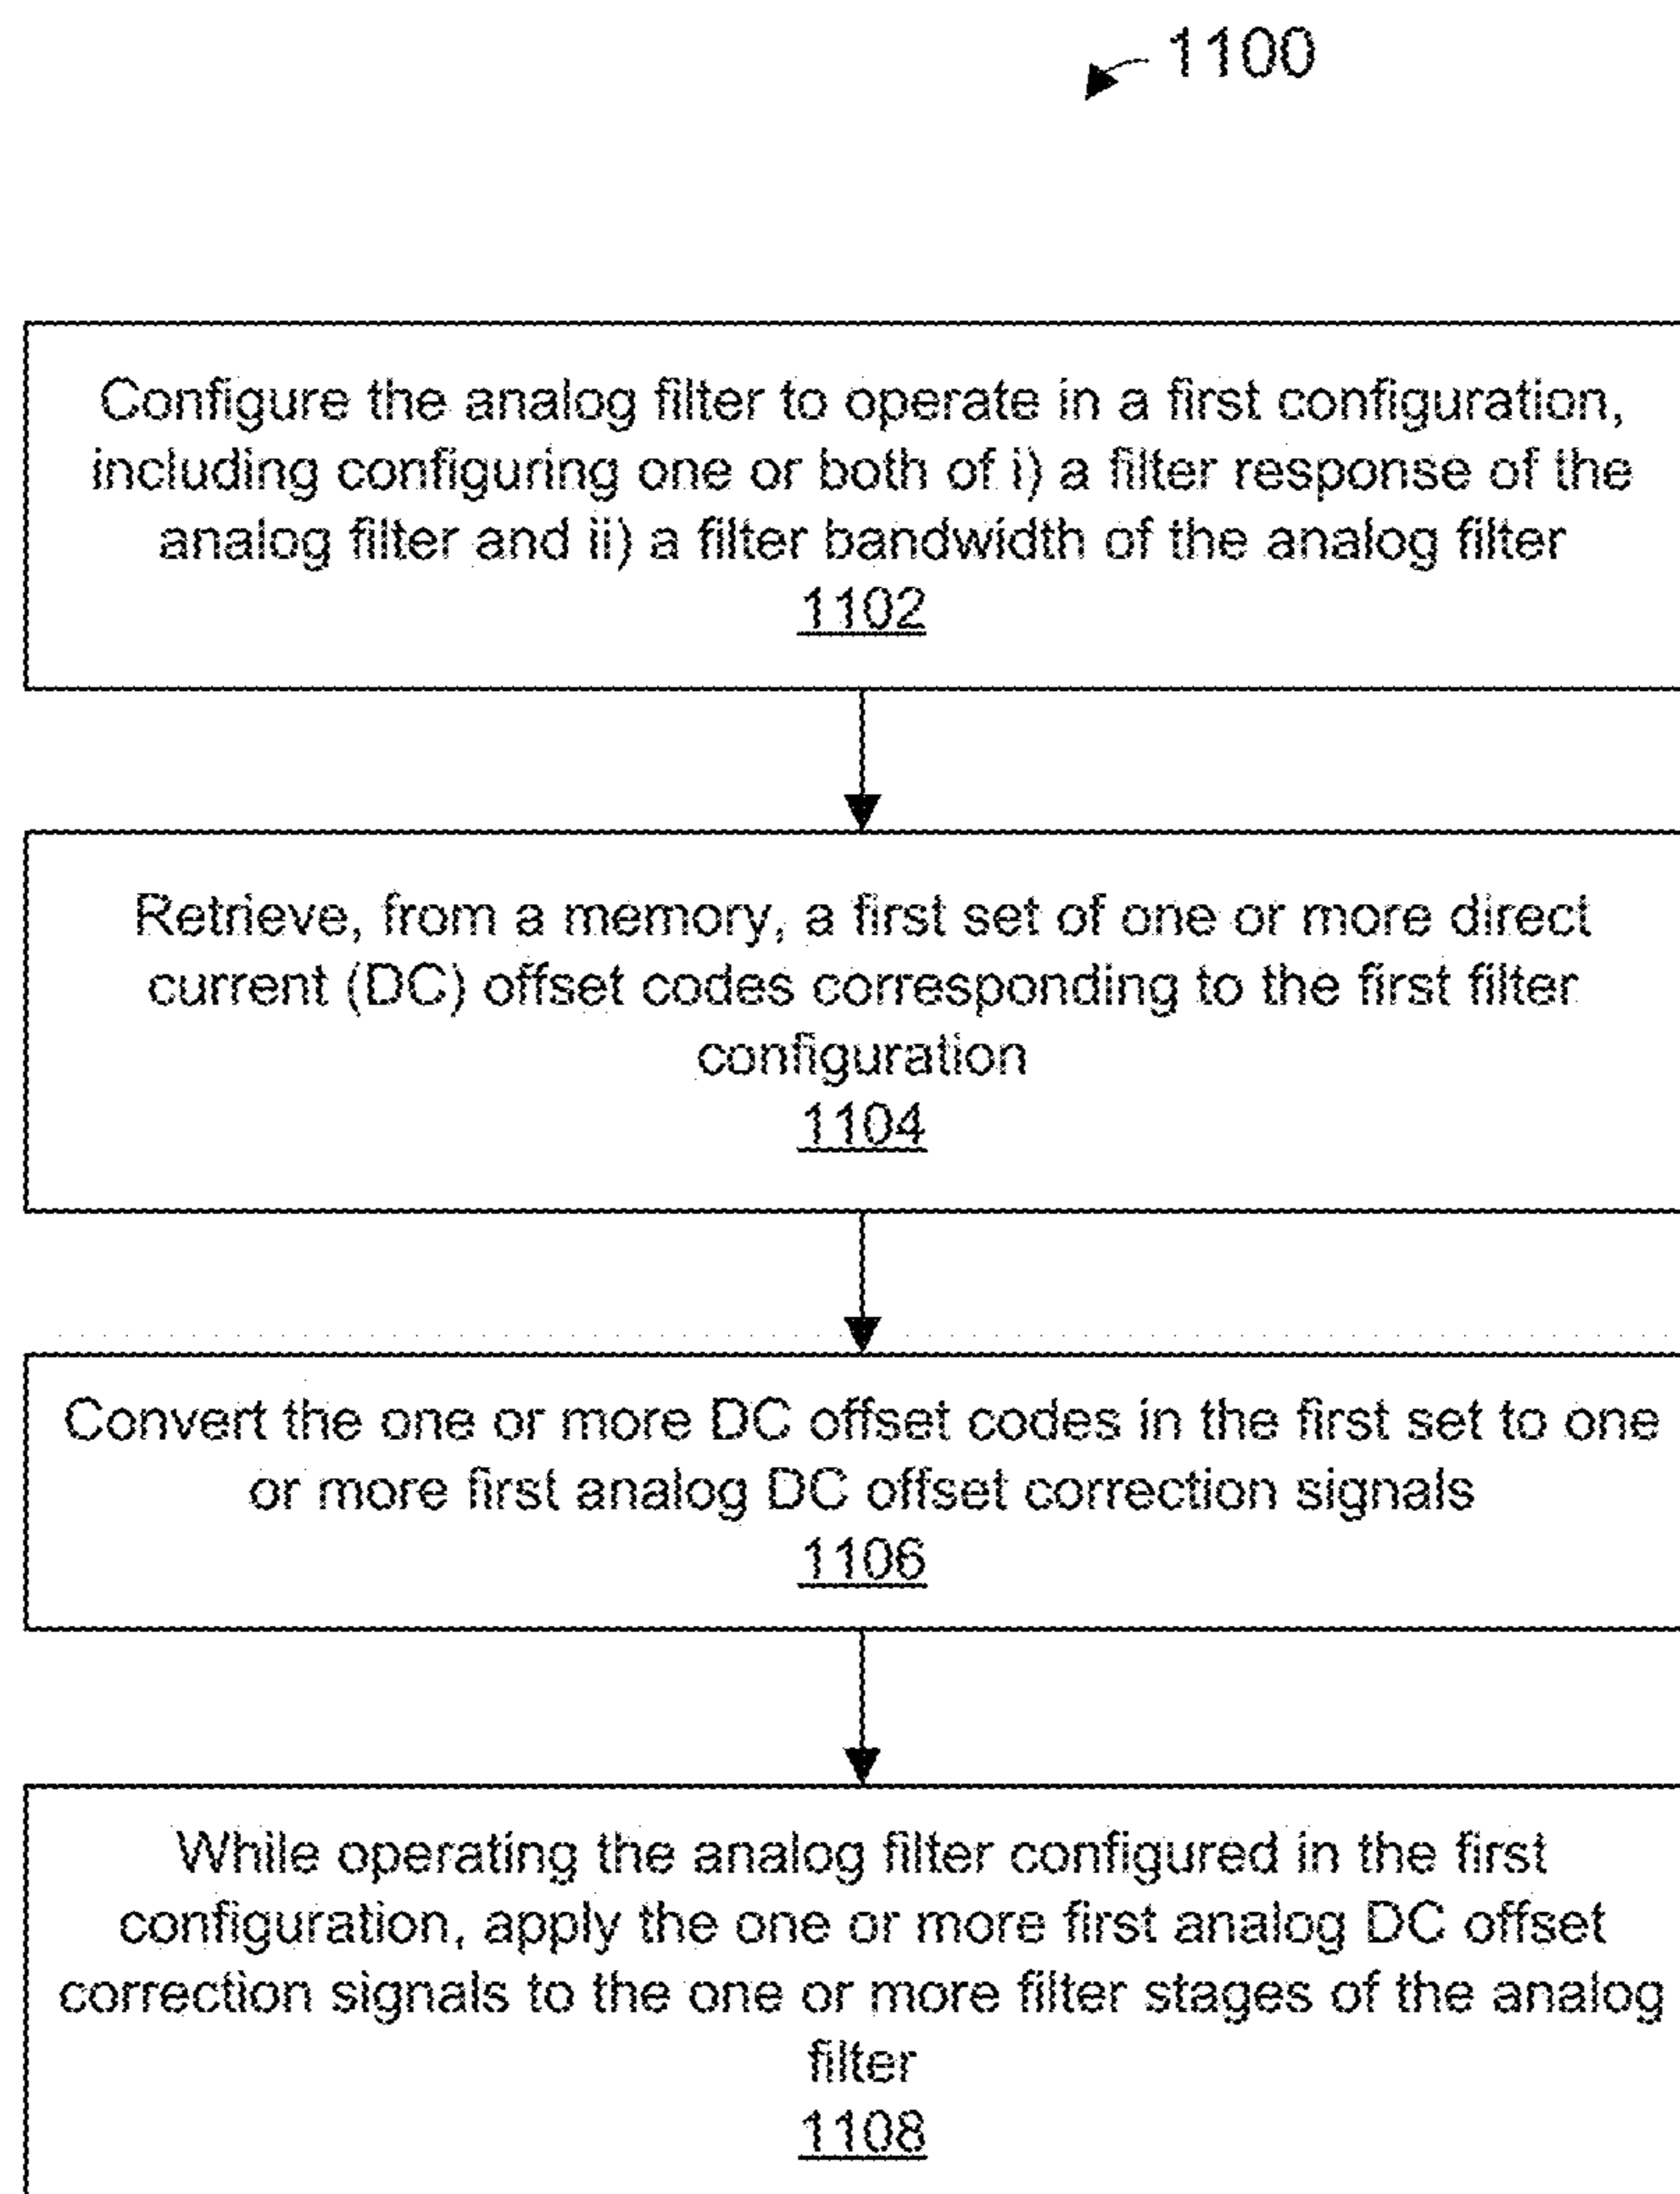 1100
Configure the analog filter to operate in a first configuration,
including configuring one or both of i) a filter response of the
analog filter and ii) a filter bandwidth of the analog filter
1102
Retrieve, from a memory, a first set of one or more direct
current (DC) offset codes corresponding to the first filter
configuration
1104
Convert the one or more DC offset codes in the first set to one
or more first analog DC offset correction signals
1106
While operating the analog filter configured in the first
configuration, apply the one or more first analog DC offset
correction signals to the one or more filter stages of the analog
filter
1108